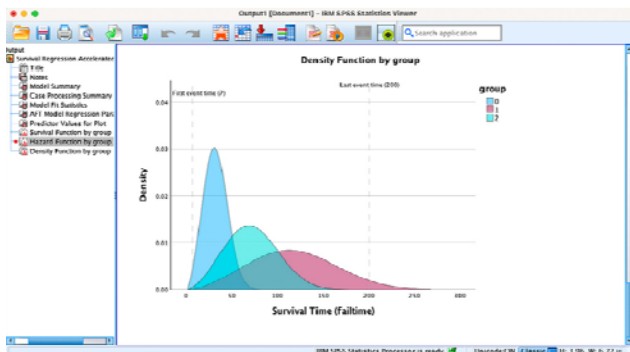 Output1 [Document1] - IBM SPSS Statistics Viewer
Search application
Output
Survival Regression Accelerated
Title
Notes
Model Summary
Case Processing Summary
Model Fit Statistics
AFT Model Regression Para
Predictor Values for Plot
Survival Function by group
Hazard Function by group
Density Function by group
Density Function by group
First event time (7)
Last event time (200)
group
0
1
2
0.04
0.03
0.02
0.01
0.00
Density
0
50
100
150
200
250
300
Survival Time (failtime)
IBM SPSS Statistics Processor is ready
Unicode:ON
Classic